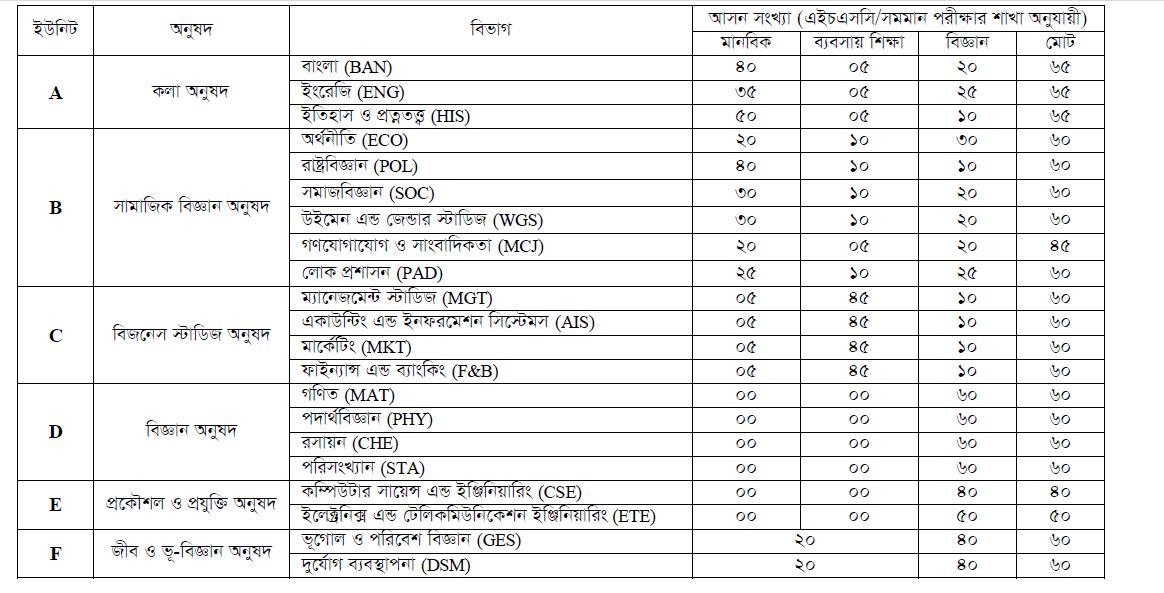 ইউনিট অনুষদ বিভাগ আসন সংখ্যা (এইচএসসি/সমমান পরীক্ষার শাখা অনুযায়ী)
মানবিক ব্যবসায় শিক্ষা বিজ্ঞান মোট
A কলা অনুষদ
বাংলা (BAN) ৪০ ০৫ ২০ ৬৫
ইংরেজি (ENG) ৩৫ ০৫ ২৫ ৬৫
ইতিহাস ও প্রত্নতত্ত্ব (HIS) ৫০ ০৫ ১০ ৬৫
B সামাজিক বিজ্ঞান অনুষদ
অর্থনীতি (ECO) ২০ ১০ ৩০ ৬০
রাষ্ট্রবিজ্ঞান (POL) ৪০ ১০ ১০ ৬০
সমাজবিজ্ঞান (SOC) ৩০ ১০ ২০ ৬০
উইমেন এন্ড জেন্ডার স্টাডিজ (WGS) ৩০ ১০ ২০ ৬০
গণযোগাযোগ ও সাংবাদিকতা (MCJ) ২০ ০৫ ২০ ৪৫
লোক প্রশাসন (PAD) ২৫ ১০ ২৫ ৬০
C বিজনেস স্টাডিজ অনুষদ
ম্যানেজমেন্ট স্টাডিজ (MGT) ০৫ ৪৫ ১০ ৬০
একাউন্টিং এন্ড ইনফরমেশন সিস্টেমস (AIS) ০৫ ৪৫ ১০ ৬০
মার্কেটিং (MKT) ০৫ ৪৫ ১০ ৬০
ফাইন্যান্স এন্ড ব্যাংকিং (F&B) ০৫ ৪৫ ১০ ৬০
D বিজ্ঞান অনুষদ
গণিত (MAT) ০০ ০০ ৬০ ৬০
পদার্থবিজ্ঞান (PHY) ০০ ০০ ৬০ ৬০
রসায়ন (CHE) ০০ ০০ ৬০ ৬০
পরিসংখ্যান (STA) ০০ ০০ ৬০ ৬০
E প্রকৌশল ও প্রযুক্তি অনুষদ
কম্পিউটার সায়েন্স এন্ড ইঞ্জিনিয়ারিং (CSE) ০০ ০০ ৪০ ৪০
ইলেক্ট্রনিক্স এন্ড টেলিকমিউনিকেশন ইঞ্জিনিয়ারিং (ETE) ০০ ০০ ৫০ ৫০
F জীব ও ভূ-বিজ্ঞান অনুষদ
ভূগোল ও পরিবেশ বিজ্ঞান (GES) ২০ ৪০ ৬০
দুর্যোগ ব্যবস্থাপনা (DSM) ২০ ৪০ ৬০